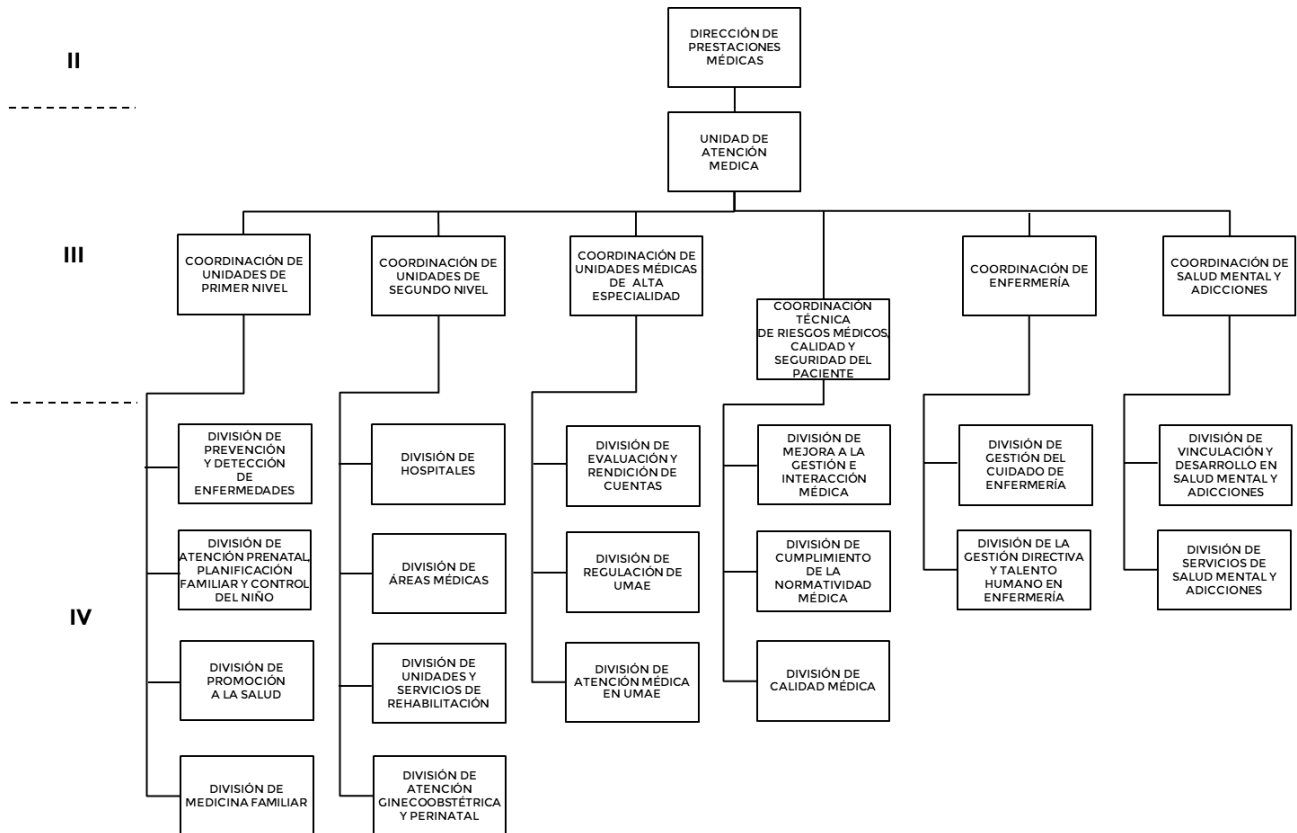 II
DIRECCIÓN DE
PRESTACIONES
MÉDICAS
UNIDAD DE
ATENCIÓN
MEDICA
III
COORDINACIÓN DE
UNIDADES DE
PRIMER NIVEL
COORDINACIÓN DE
UNIDADES DE
SEGUNDO NIVEL
COORDINACIÓN DE
UNIDADES MÉDICAS
DE ALTA
ESPECIALIDAD
COORDINACIÓN
TÉCNICA
DE RIESGOS MÉDICOS,
CALIDAD Y
SEGURIDAD DEL
PACIENTE
COORDINACIÓN DE
ENFERMERÍA
COORDINACIÓN DE
SALUD MENTAL Y
ADICCIONES
IV
DIVISIÓN DE
PREVENCIÓN
Y DETECCIÓN
DE
ENFERMEDADES
DIVISIÓN DE
HOSPITALES
DIVISIÓN DE
EVALUACIÓN Y
RENDICIÓN DE
CUENTAS
DIVISIÓN DE
MEJORA A LA
GESTIÓN E
INTERACCIÓN
MÉDICA
DIVISIÓN DE
GESTIÓN DEL
CUIDADO DE
ENFERMERÍA
DIVISIÓN DE
VINCULACIÓN Y
DESARROLLO EN
SALUD MENTAL Y
ADICCIONES
DIVISIÓN DE
ATENCIÓN PRENATAL,
PLANIFICACIÓN
FAMILIAR Y CONTROL
DEL NIÑO
DIVISIÓN DE
ÁREAS MÉDICAS
DIVISIÓN DE
REGULACIÓN DE
UMAE
DIVISIÓN DE
CUMPLIMIENTO
DE LA
NORMATIVIDAD
MÉDICA
DIVISIÓN DE LA
GESTIÓN DIRECTIVA
Y TALENTO
HUMANO EN
ENFERMERÍA
DIVISIÓN DE
SERVICIOS DE
SALUD MENTAL Y
ADICCIONES
DIVISIÓN DE
PROMOCIÓN
A LA SALUD
DIVISIÓN DE
UNIDADES Y
SERVICIOS DE
REHABILITACIÓN
DIVISIÓN DE
ATENCIÓN MÉDICA
EN UMAE
DIVISIÓN DE
CALIDAD MÉDICA
DIVISIÓN DE
MEDICINA FAMILIAR
DIVISIÓN DE
ATENCIÓN
GINECOOBSTÉTRICA
Y PERINATAL